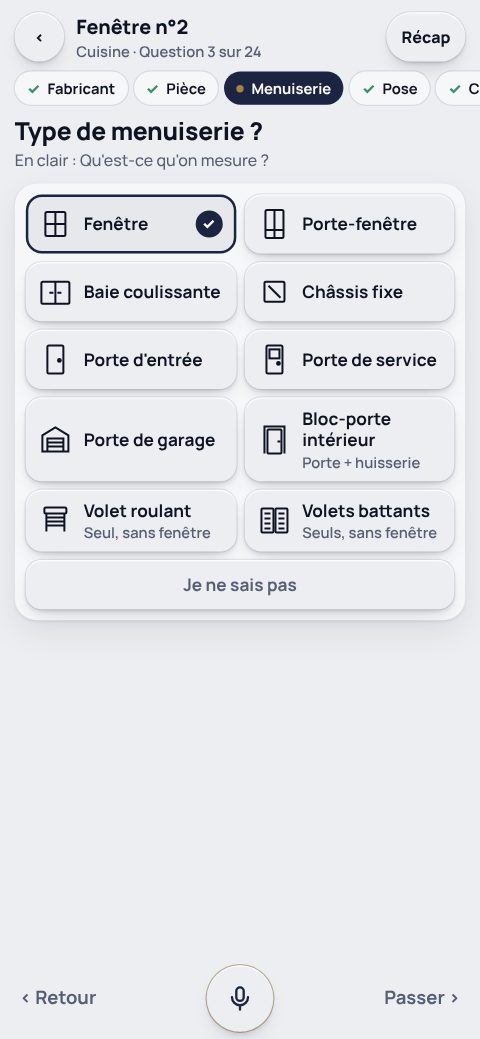 Fenêtre n°2
Cuisine · Question 3 sur 24
Récap
Fabricant
Pièce
Menuiserie
Pose
C
Type de menuiserie ?
En clair : Qu'est-ce qu'on mesure ?
Fenêtre
Porte-fenêtre
Baie coulissante
Châssis fixe
Porte d'entrée
Porte de service
Porte de garage
Bloc-porte
intérieur
Porte + huisserie
Volet roulant
Seul, sans fenêtre
Volets battants
Seuls, sans fenêtre
Je ne sais pas
‹ Retour
Passer ›